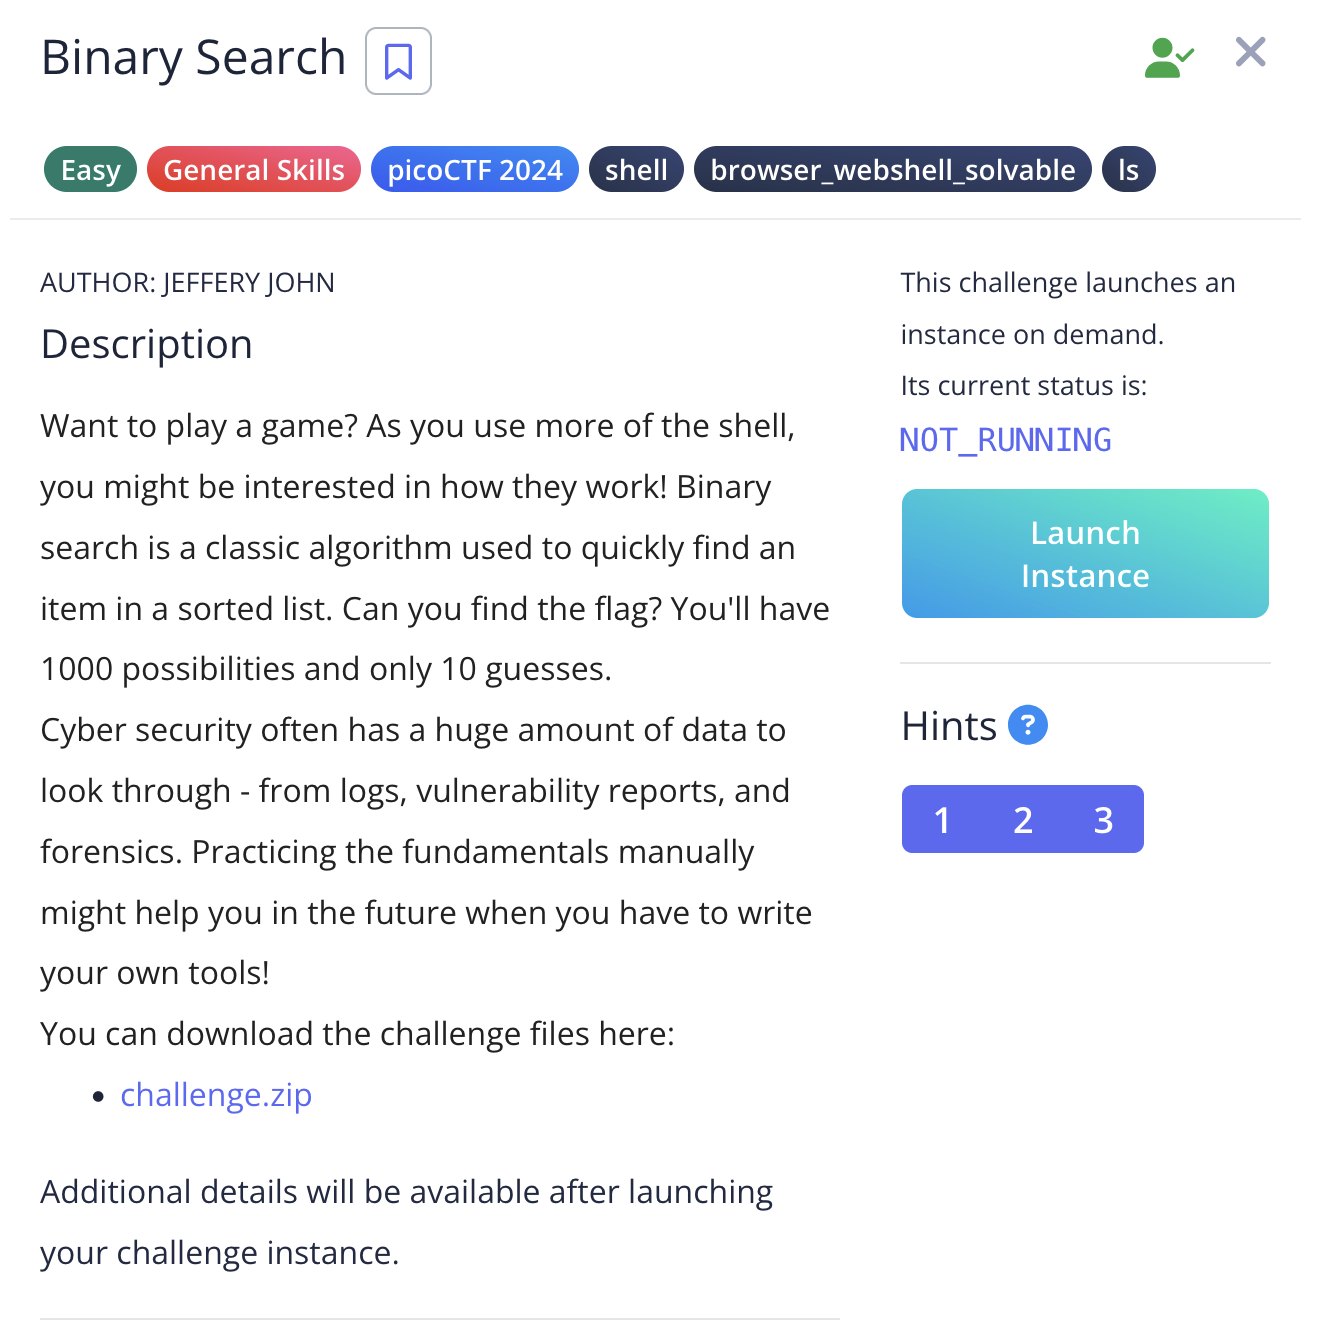 Binary Search
Easy General Skills picoCTF 2024 shell browser_webshell_solvable ls
AUTHOR: JEFFERY JOHN
Description
Want to play a game? As you use more of the shell,
you might be interested in how they work! Binary
search is a classic algorithm used to quickly find an
item in a sorted list. Can you find the flag? You'll have
1000 possibilities and only 10 guesses.
Cyber security often has a huge amount of data to
look through - from logs, vulnerability reports, and
forensics. Practicing the fundamentals manually
might help you in the future when you have to write
your own tools!
You can download the challenge files here:
• challenge.zip
Additional details will be available after launching
your challenge instance.
This challenge launches an
instance on demand.
Its current status is:
NOT_RUNNING
Launch
Instance
Hints ?
1 2 3